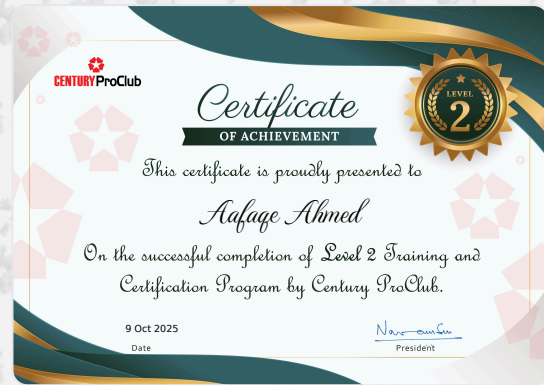 CENTURY ProClub
Certificate
OF ACHIEVEMENT
LEVEL
2
This certificate is proudly presented to
Aafaqe Ahmed
On the successful completion of Level 2 Training and
Certification Program by Century ProClub.
9 Oct 2025
Date
President